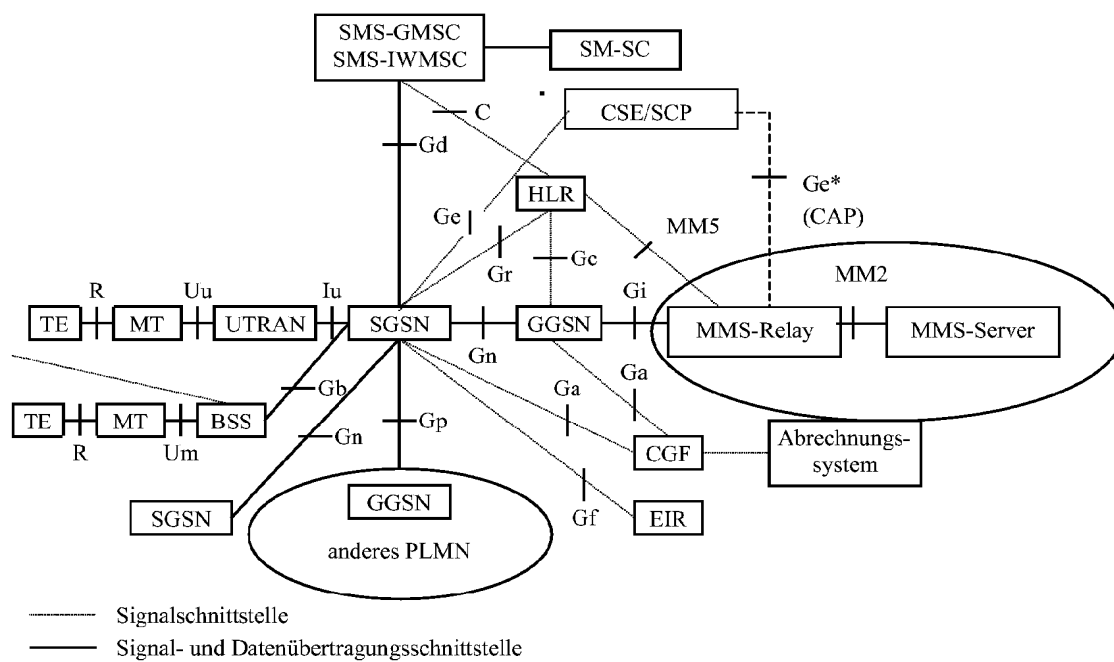 SMS-GMSC
SMS-IWMSC
SM-SC
C
CSE/SCP
Gd
Ge*
(CAP)
HLR
Ge
MM5
Gr
Gc
MM2
R
Uu
Iu
Gi
TE
MT
UTRAN
SGSN
GGSN
MMS-Relay
MMS-Server
Gn
Ga
Ga
Gb
TE
MT
BSS
R
Um
Gn
Gp
CGF
Abrechnungs-
system
SGSN
GGSN
Gf
EIR
anderes PLMN
Signalschnittstelle
Signal- und Datenübertragungsschnittstelle